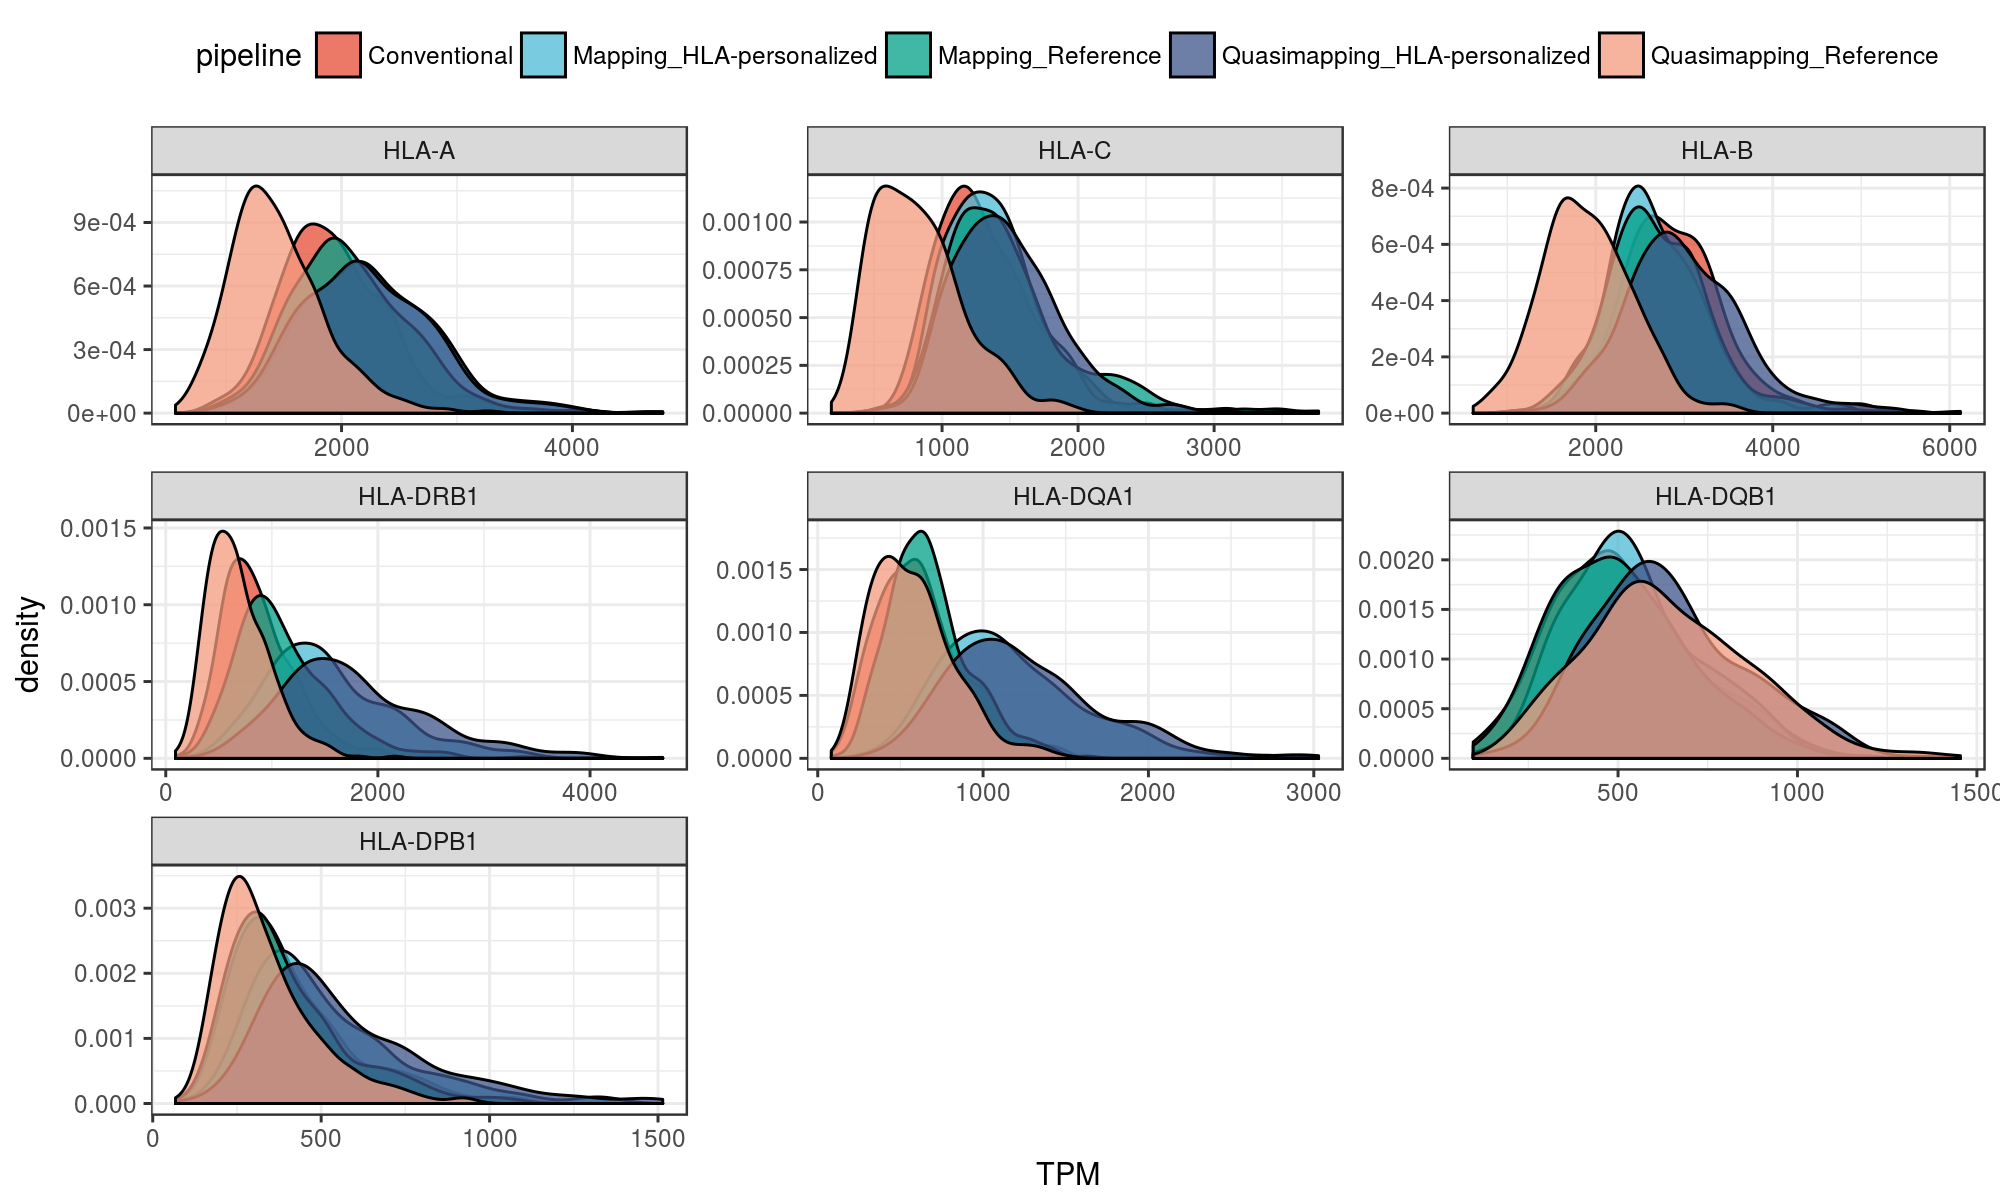 pipeline Conventional Mapping_HLA-personalized Mapping_Reference Quasimapping_HLA-personalized Quasimapping_Reference
HLA-A HLA-C HLA-B
9e-04
6e-04
3e-04
0e+00
2000 4000
0.00100
0.00075
0.00050
0.00025
0.00000
1000 2000 3000
8e-04
6e-04
4e-04
2e-04
0e+00
2000 4000 6000
HLA-DRB1 HLA-DQA1 HLA-DQB1
0.0015
0.0010
0.0005
0.0000
0 2000 4000
0.0015
0.0010
0.0005
0.0000
0 1000 2000 3000
0.0020
0.0015
0.0010
0.0005
0.0000
500 1000 1500
HLA-DPB1
0.003
0.002
0.001
0.000
0 500 1000 1500
density
TPM